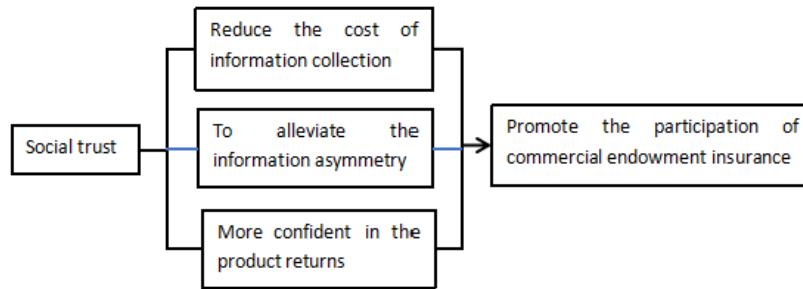 Reduce the cost of
information collection
Social trust
To alleviate the
information asymmetry
More confident in the
product returns
Promote the participation of
commercial endowment insurance